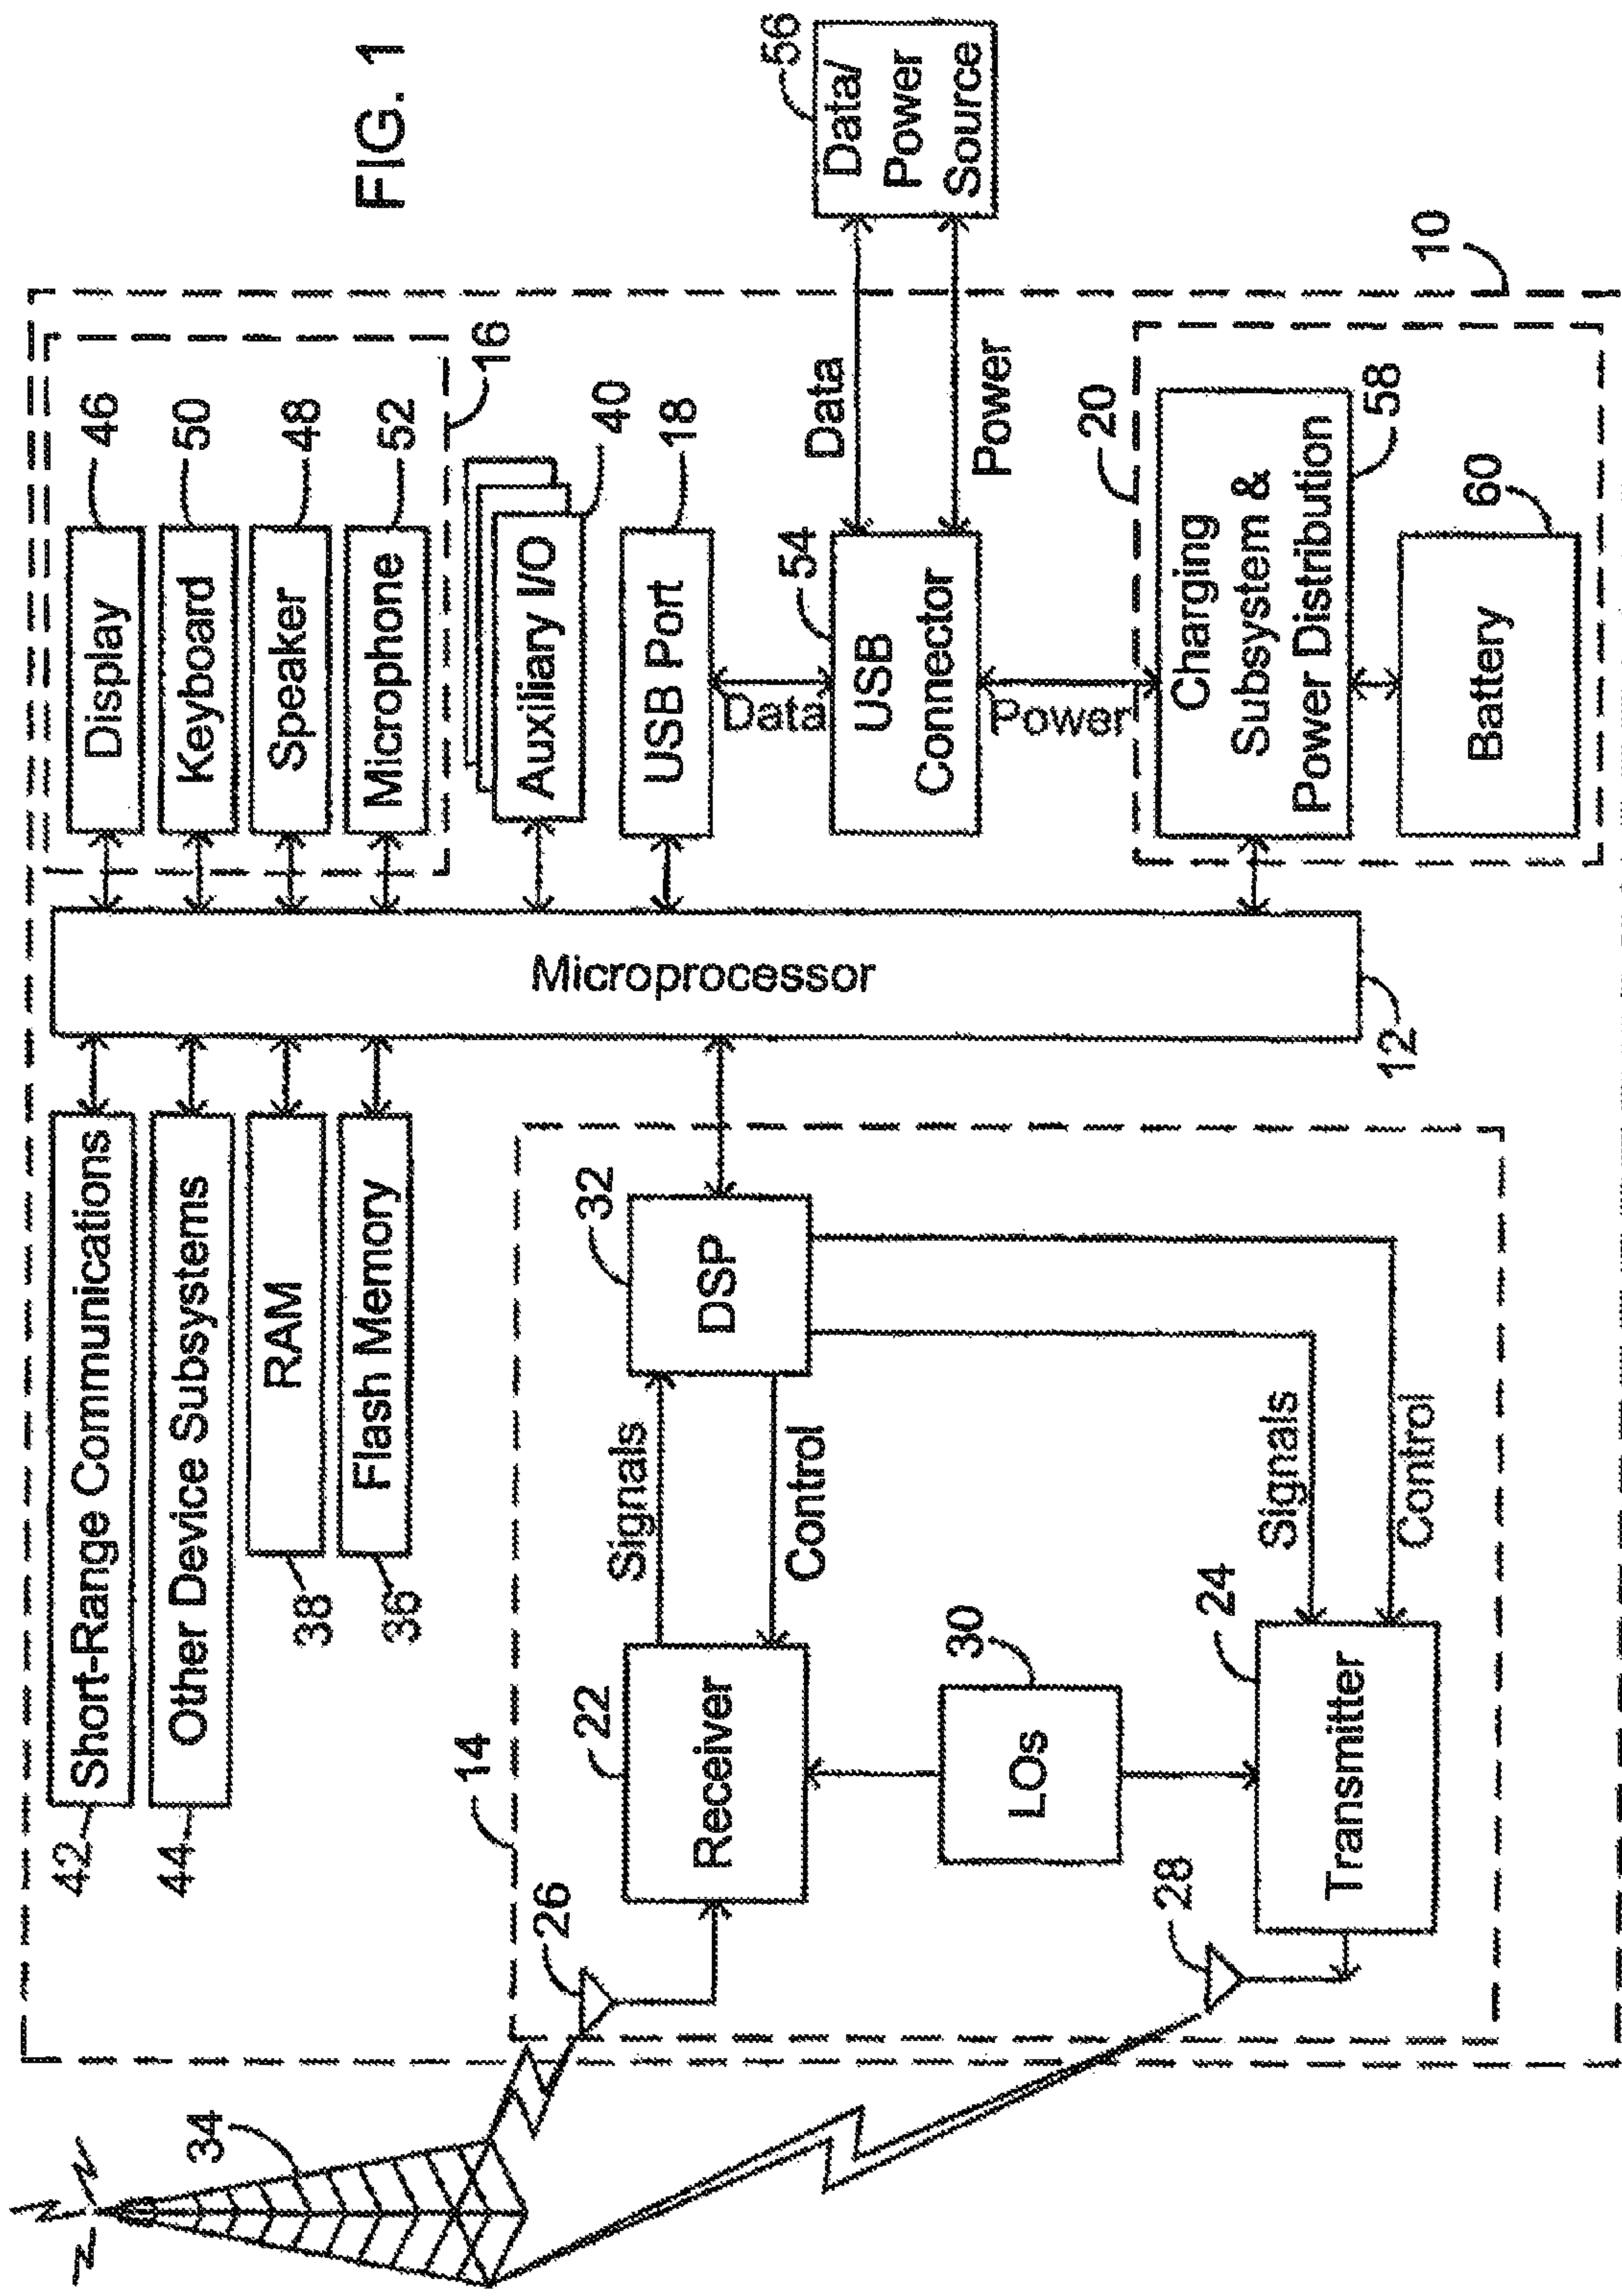 FIG. 1
34
42
Short-Range Communications
44
Other Device Subsystems
38
RAM
36
Flash Memory
Microprocessor
12
Display
46
Keyboard
50
Speaker
48
Microphone
52
16
Auxiliary I/O
40
USB Port
18
Data
USB
Connector
54
Data
Power
Data/
Power
Source
56
Power
20
Charging
Subsystem &
Power Distribution
58
Battery
60
10
14
26
22
Receiver
Signals
Control
32
DSP
30
LOs
28
24
Transmitter
Signals
Control